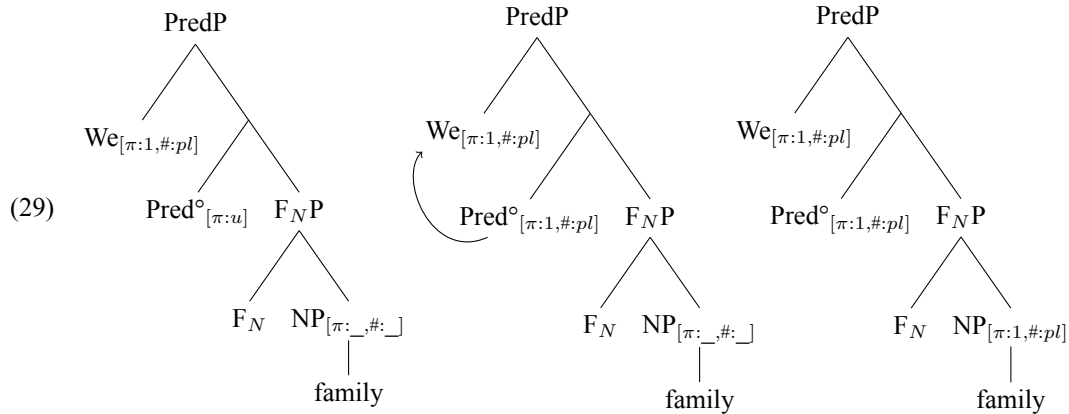 PredP PredP PredP
We[π:1,#:pl] We[π:1,#:pl] We[π:1,#:pl]
(29) Pred°[π:u] F_NP Pred°[π:1,#:pl] F_NP Pred°[π:1,#:pl] F_NP
F_N NP[π:_,#:_] F_N NP[π:_,#:_] F_N NP[π:1,#:pl]
family family family